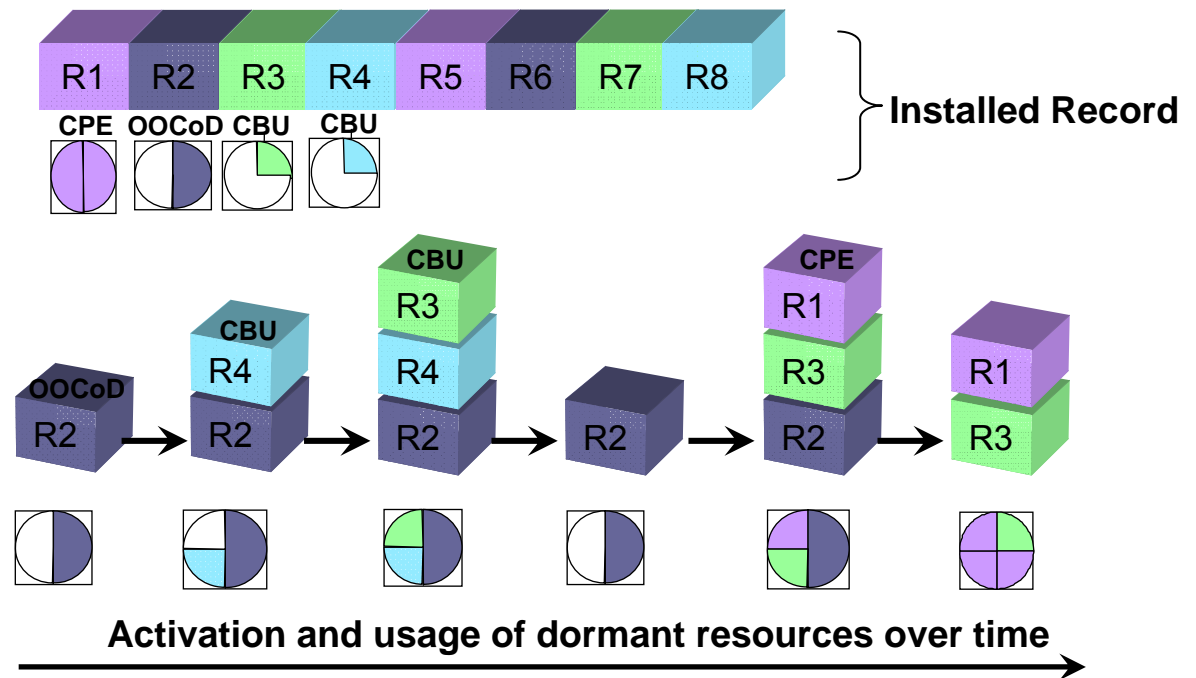 R1 R2 R3 R4 R5 R6 R7 R8
Installed Record
CPE OOCoD CBU CBU
CBU CPE
R3 R1
CBU
R4 R4 R3 R1
OOCoD
R2 R2 R2 R2 R2 R3
Activation and usage of dormant resources over time